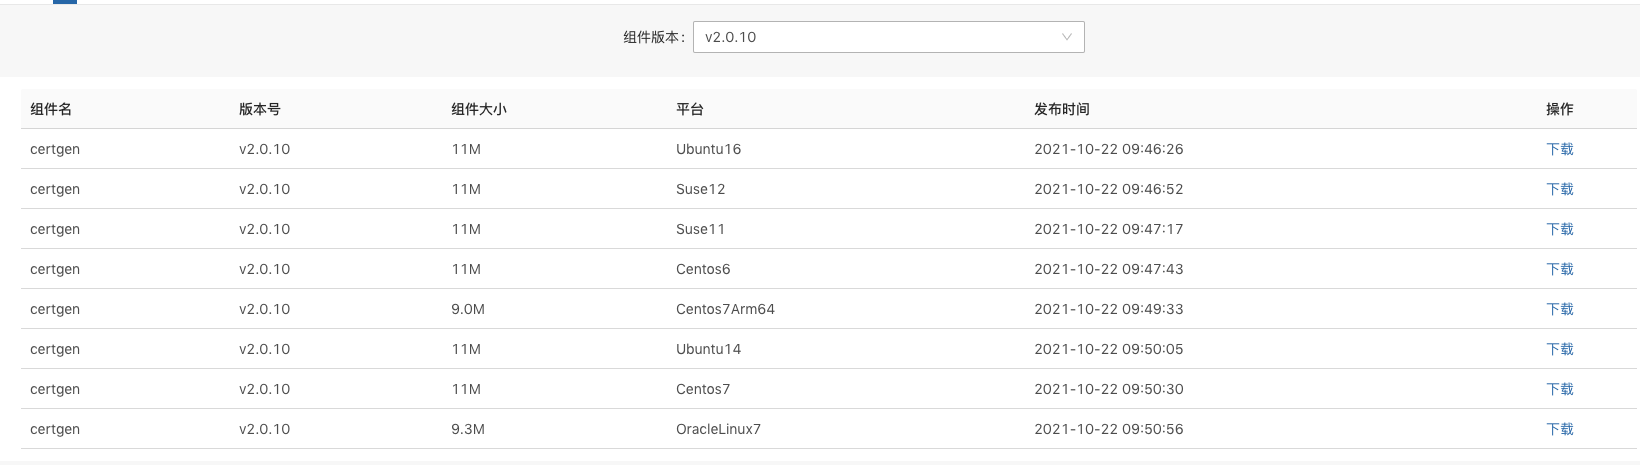 组件版本： v2.0.10
组件名 版本号 组件大小 平台 发布时间 操作
certgen v2.0.10 11M Ubuntu16 2021-10-22 09:46:26 下载
certgen v2.0.10 11M Suse12 2021-10-22 09:46:52 下载
certgen v2.0.10 11M Suse11 2021-10-22 09:47:17 下载
certgen v2.0.10 11M Centos6 2021-10-22 09:47:43 下载
certgen v2.0.10 9.0M Centos7Arm64 2021-10-22 09:49:33 下载
certgen v2.0.10 11M Ubuntu14 2021-10-22 09:50:05 下载
certgen v2.0.10 11M Centos7 2021-10-22 09:50:30 下载
certgen v2.0.10 9.3M OracleLinux7 2021-10-22 09:50:56 下载